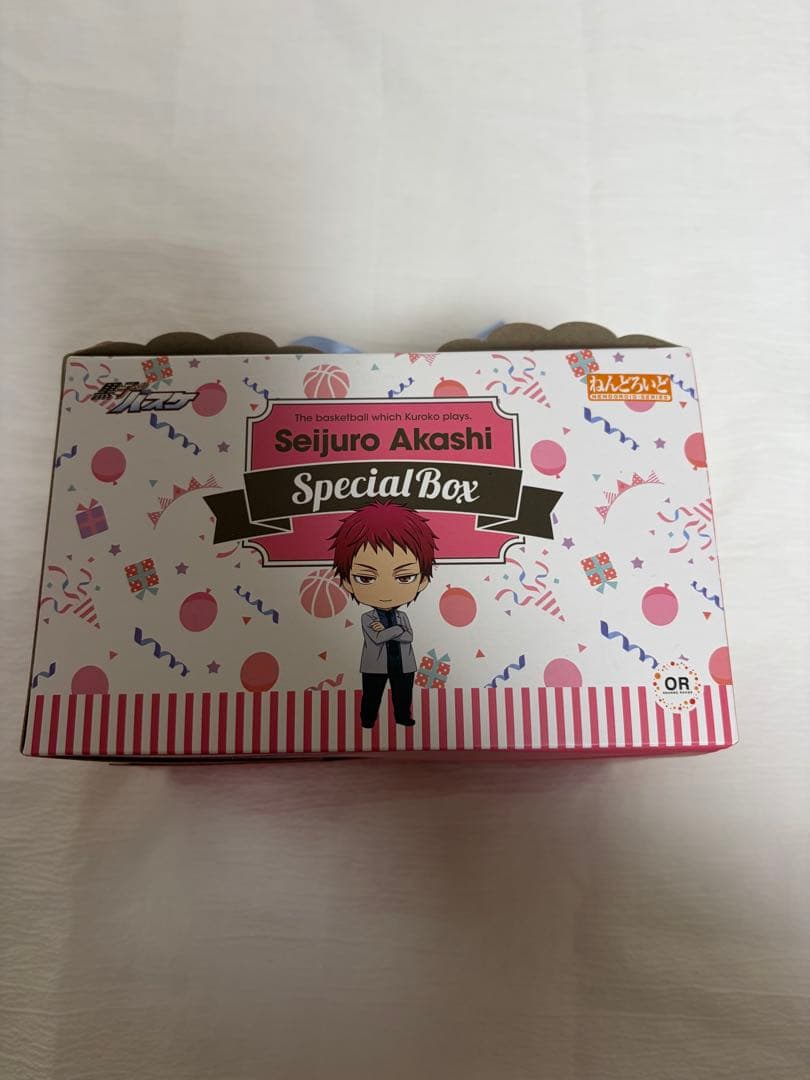 黒子のバスケ
ねんどろいど
NENDOROID SERIES
The basketball which Kuroko plays.
Seijuro Akashi
Special Box
OR
ORANGE ROUGE